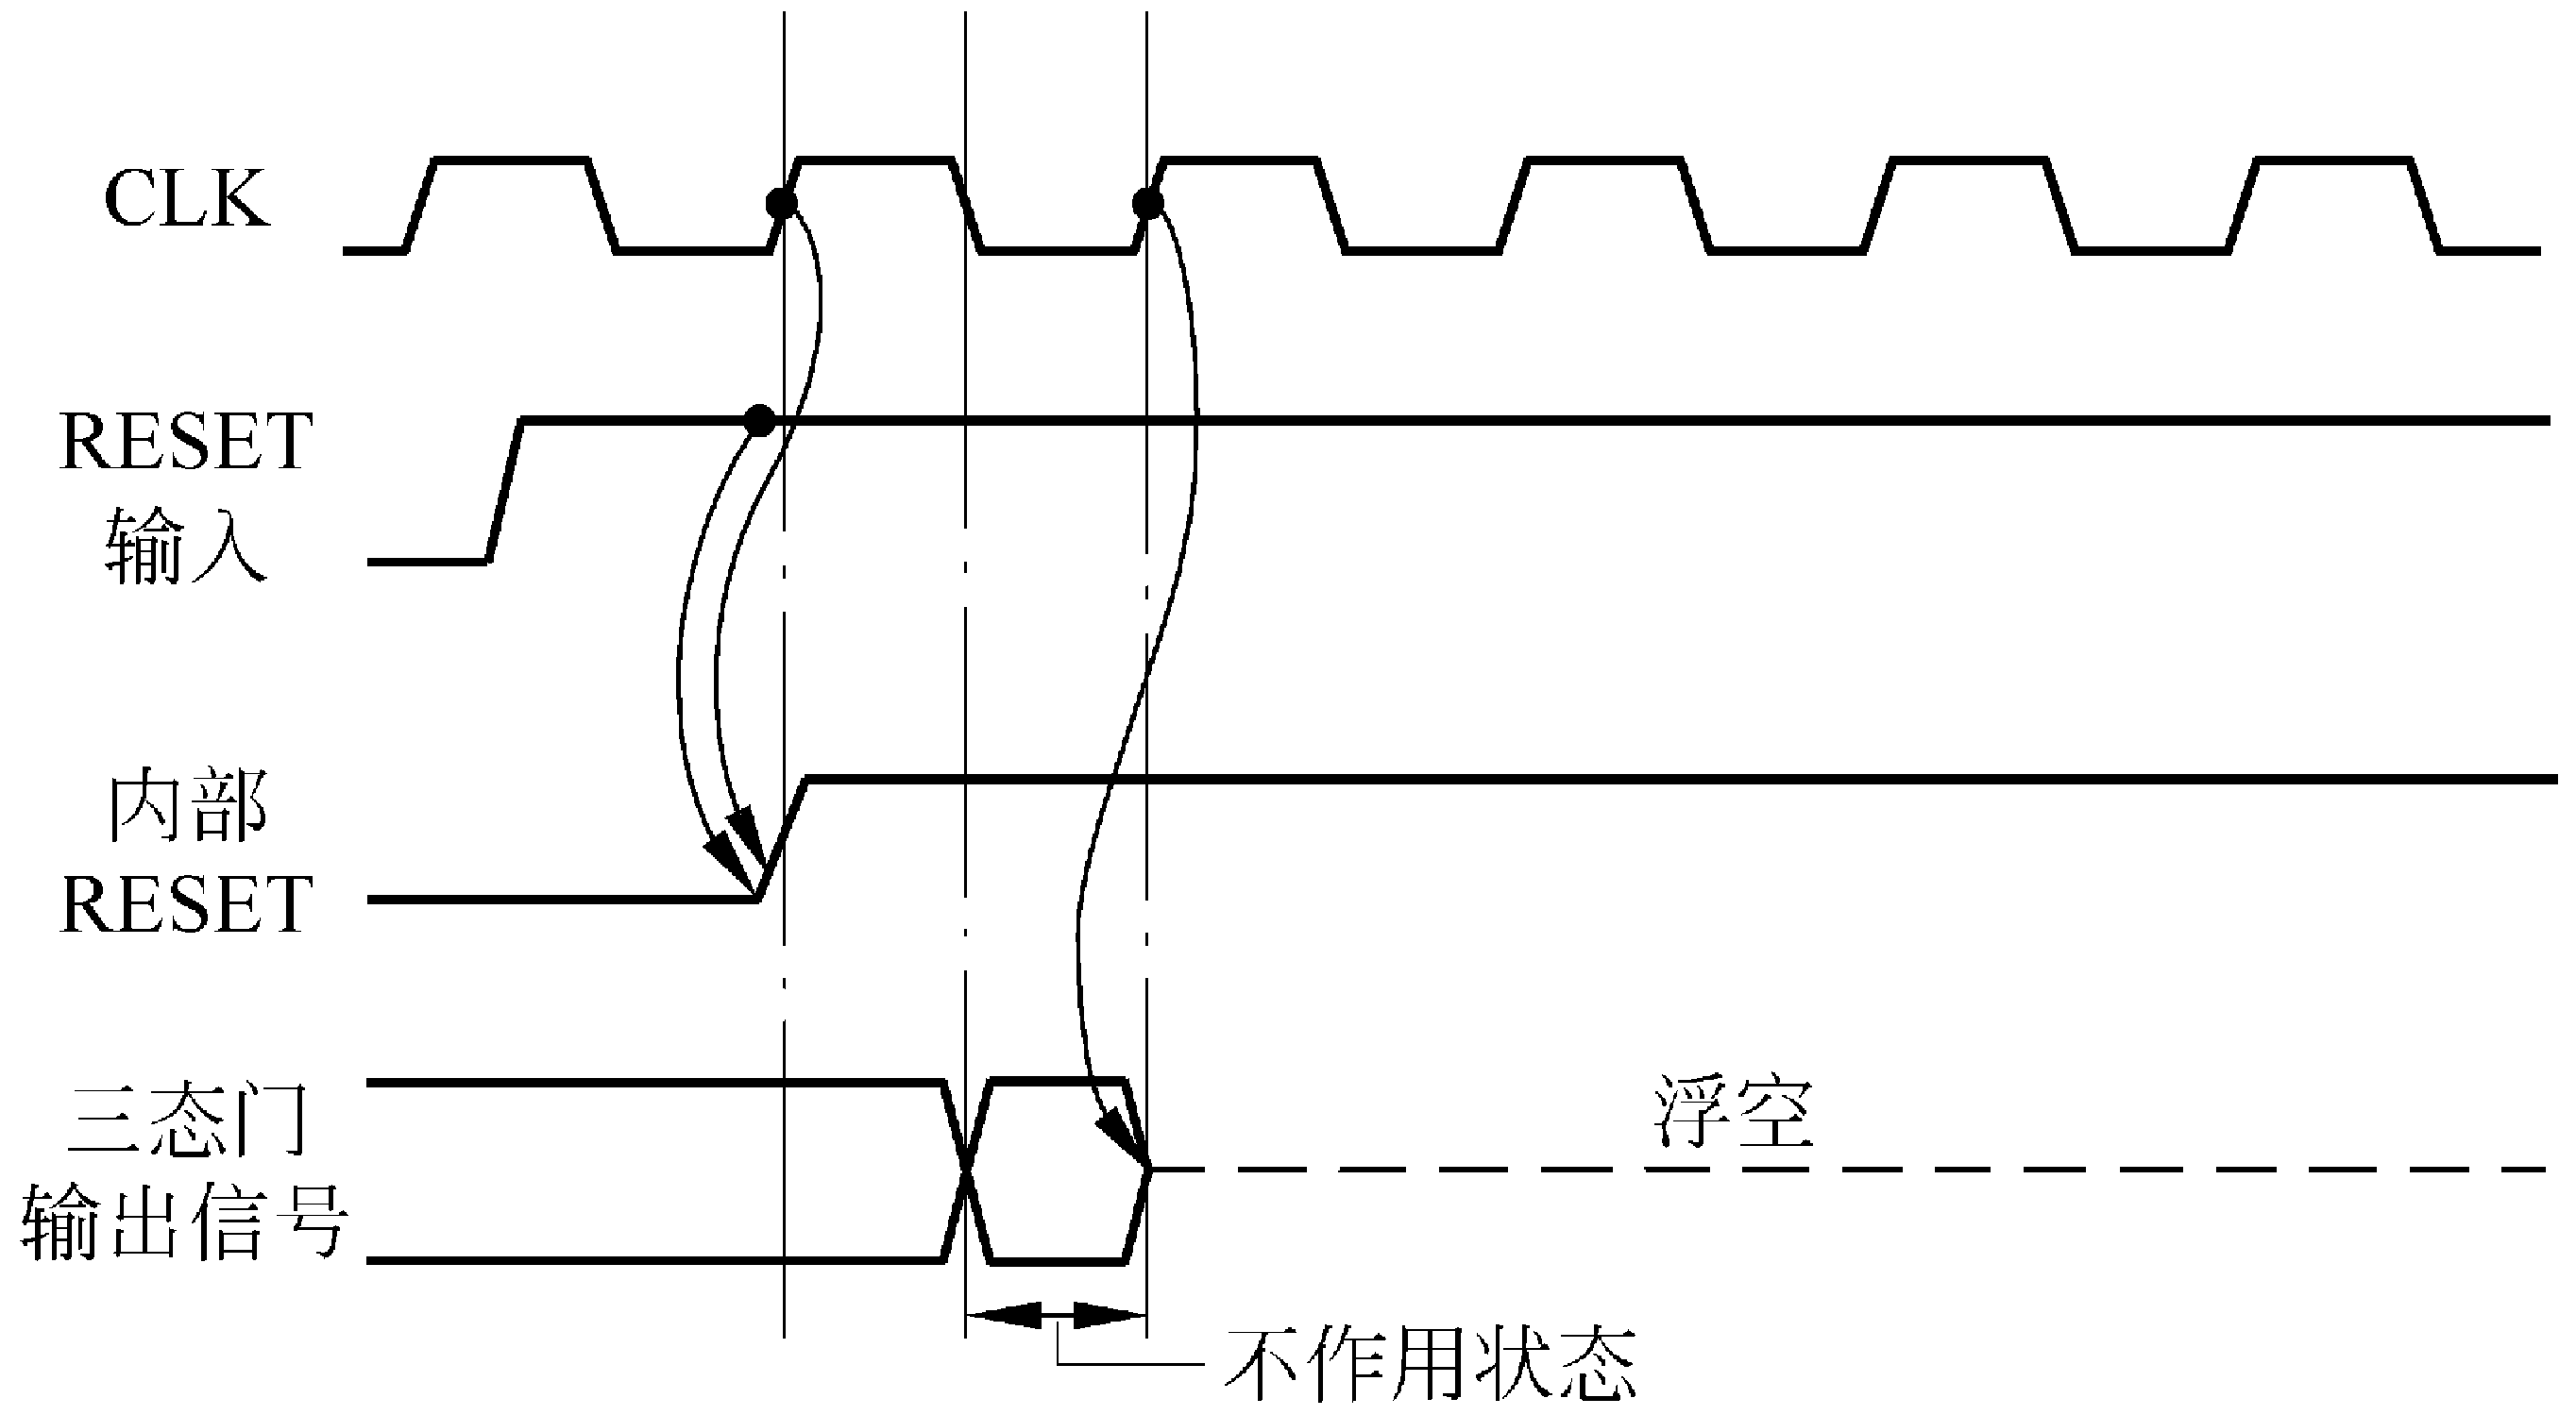 CLK
RESET
输入
内部
RESET
三态门
输出信号
浮空
不作用状态